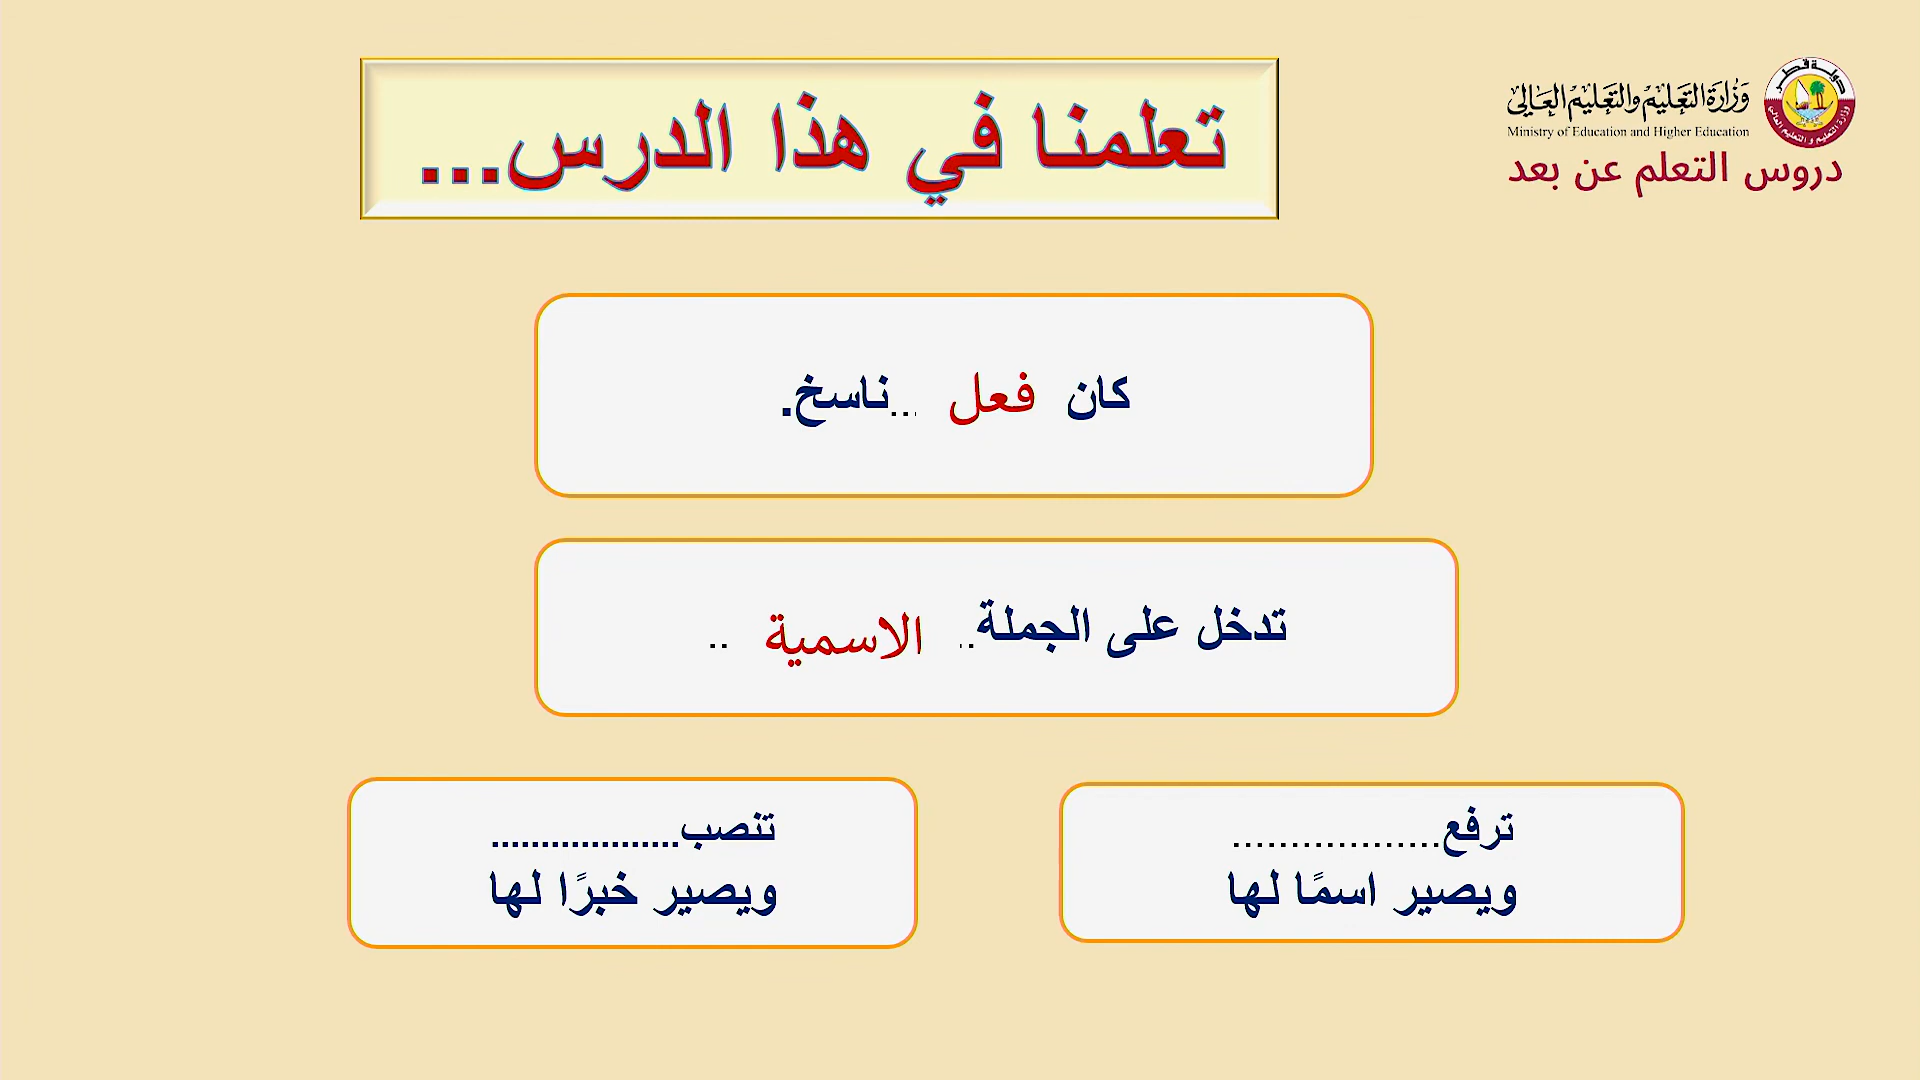 تعلمنا في هذا الدرس...
وزارة التعليم والتعليم العالي
Ministry of Education and Higher Education
دروس التعلم عن بعد
كان فعل ...ناسخ.
تدخل على الجملة.. الاسمية ..
ترفع..................
ويصير اسمًا لها
تنصب..................
ويصير خبرًا لها